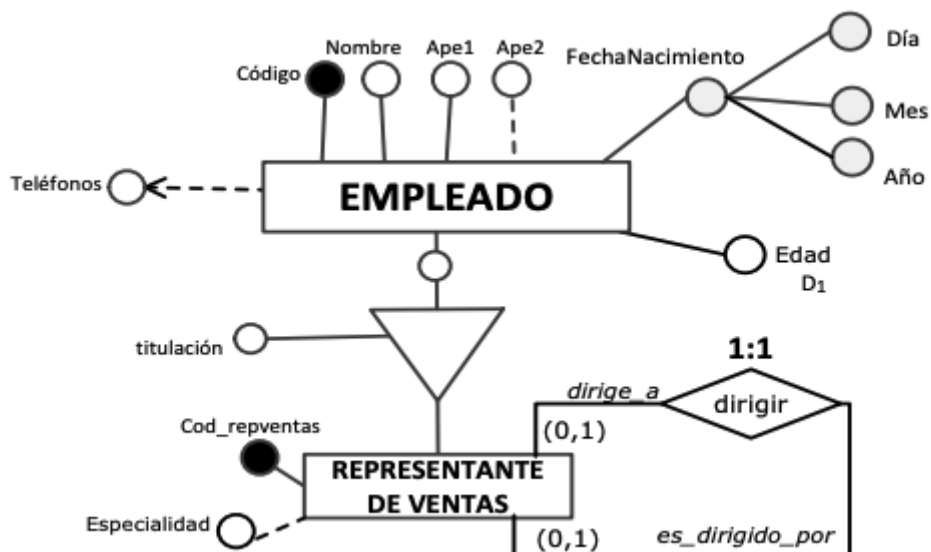 Nombre Ape1 Ape2
Código
FechaNacimiento
Día
Mes
Año
Teléfonos
EMPLEADO
Edad
D1
titulación
1:1
dirige_a
dirigir
(0,1)
Cod_repventas
REPRESENTANTE
DE VENTAS
Especialidad
(0,1)
es_dirigido_por